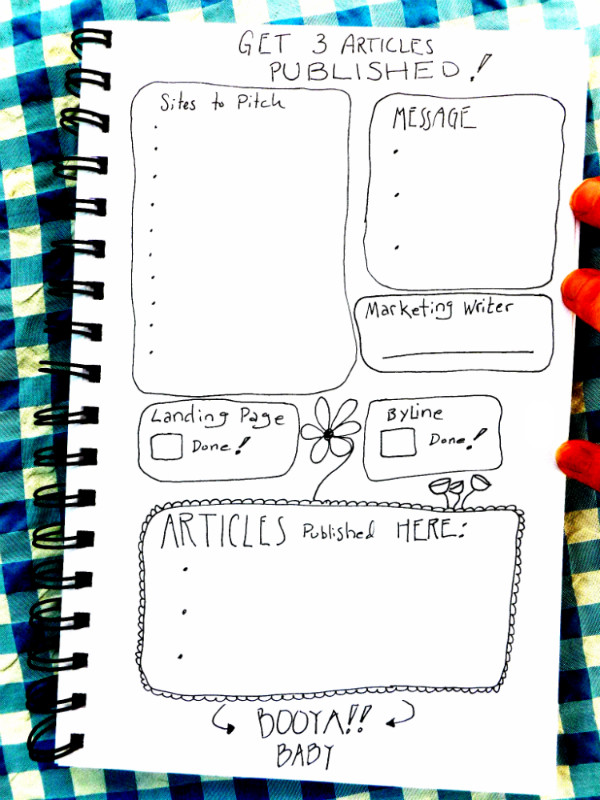 GET 3 ARTICLES
PUBLISHED!
Sites to Pitch
MESSAGE
Marketing Writer
Landing Page
Done!
ByLine
Done!
ARTICLES Published HERE:
BOOYA!!
BABY